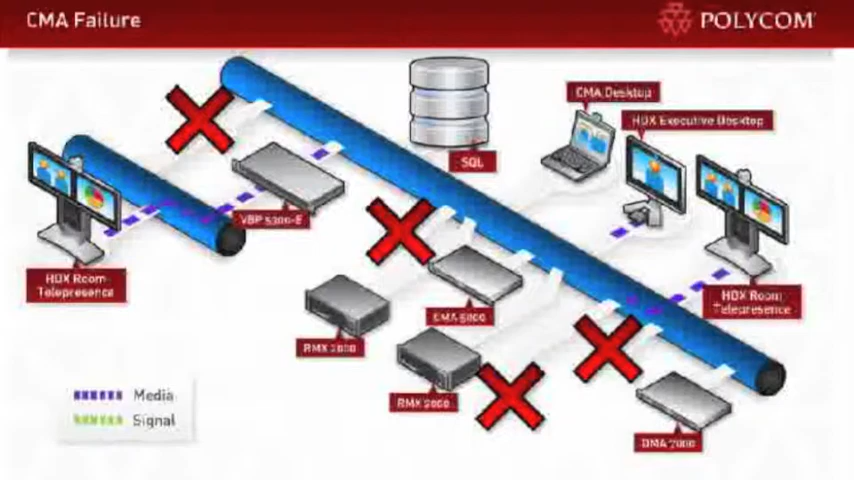 CMA Failure
POLYCOM
CMA Desktop
HDX Executive Desktop
SQL
VBP 5300-E
HDX Room
Telepresence
HDX Room
Telepresence
CMA 5000
RMX 2000
RMX 2000
DMA 7000
Media
Signal